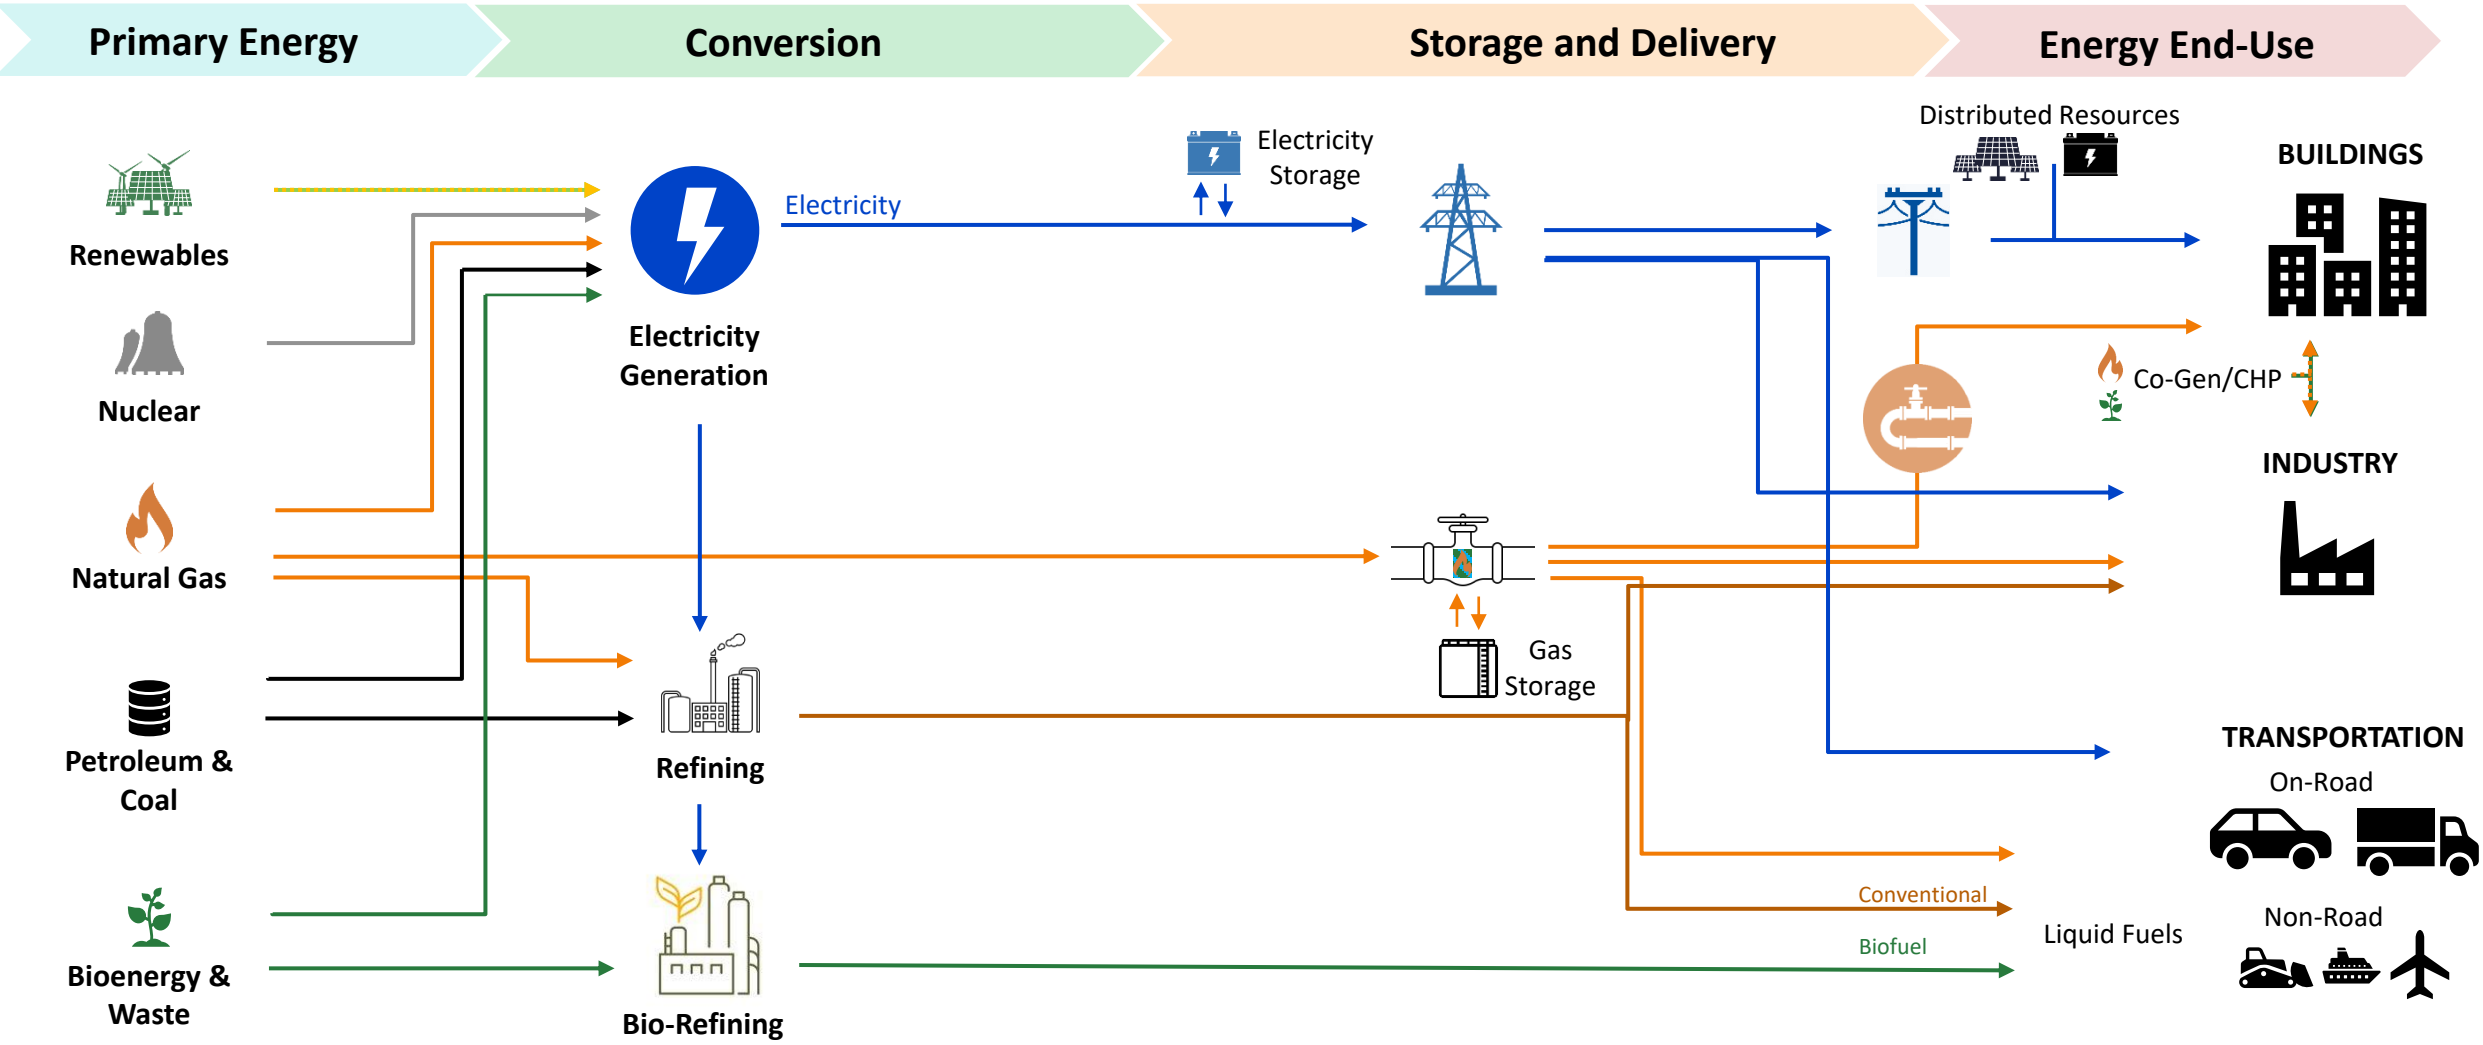 Primary Energy
Conversion
Storage and Delivery
Energy End-Use
Renewables
Nuclear
Natural Gas
Petroleum &
Coal
Bioenergy &
Waste
Electricity
Generation
Refining
Bio-Refining
Electricity
Electricity
Storage
Gas
Storage
Distributed Resources
BUILDINGS
Co-Gen/CHP
INDUSTRY
TRANSPORTATION
On-Road
Conventional
Liquid Fuels
Biofuel
Non-Road